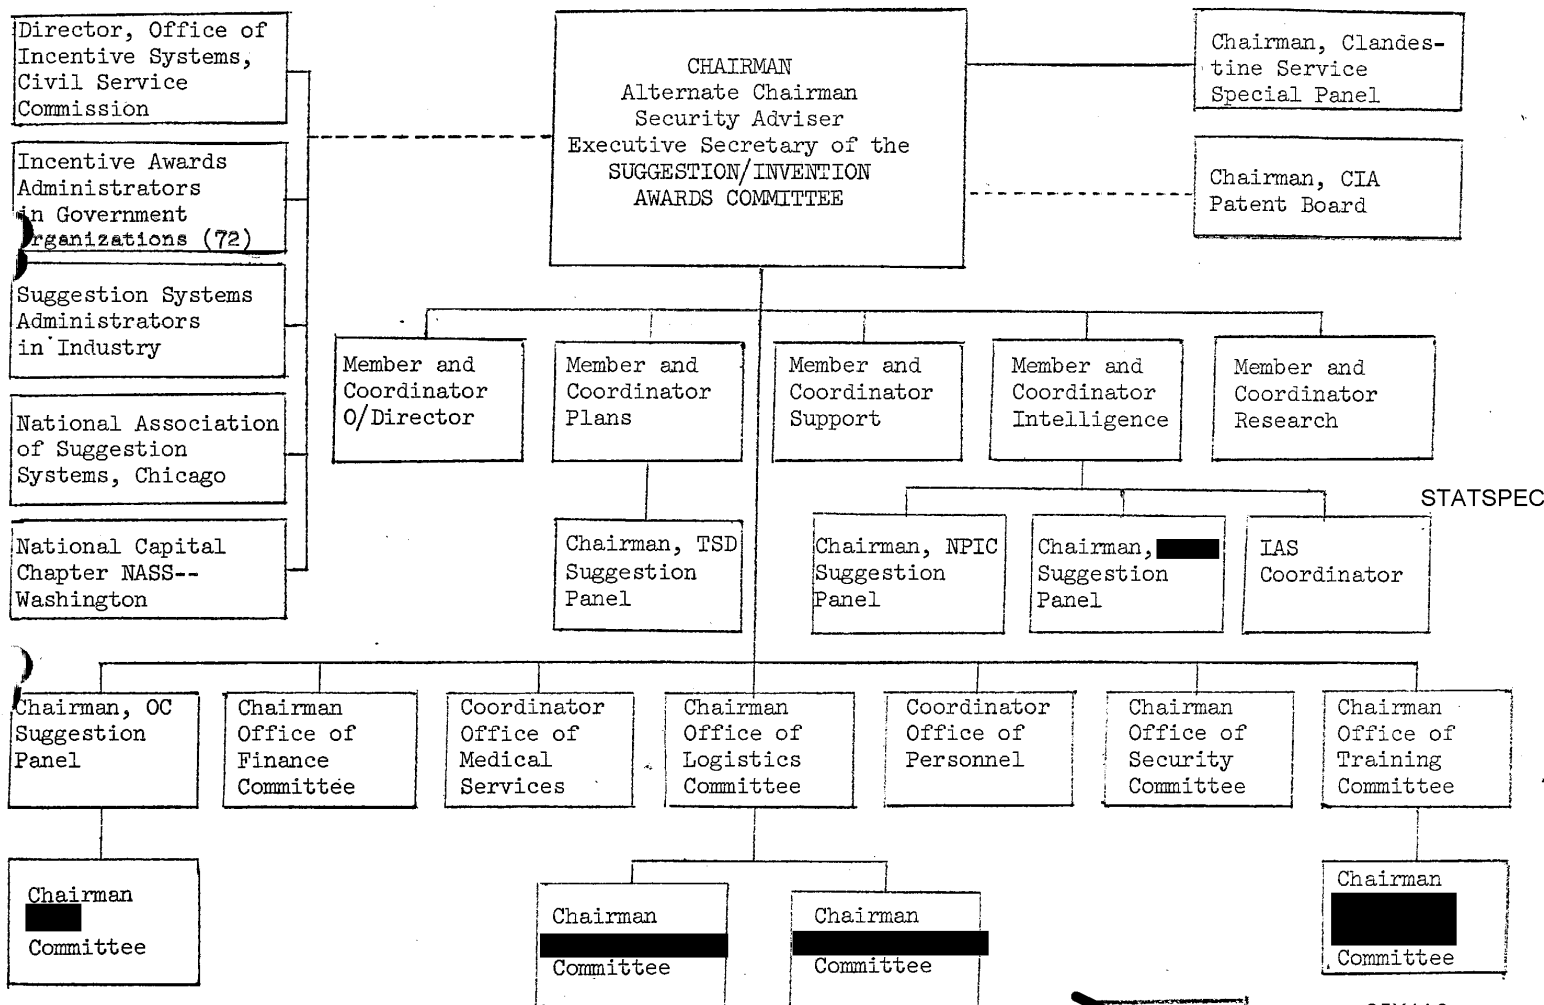 Director, Office of
Incentive Systems,
Civil Service
Commission
CHAIRMAN
Alternate Chairman
Security Adviser
Executive Secretary of the
SUGGESTION/INVENTION
AWARDS COMMITTEE
Chairman, Clandes-
tine Service
Special Panel
Incentive Awards
Administrators
in Government
Organizations (72)
Chairman, CIA
Patent Board
Suggestion Systems
Administrators
in Industry
National Association
of Suggestion
Systems, Chicago
National Capital
Chapter NASS--
Washington
Member and
Coordinator
O/Director
Member and
Coordinator
Plans
Member and
Coordinator
Support
Member and
Coordinator
Intelligence
Member and
Coordinator
Research
STATSPEC
Chairman, TSD
Suggestion
Panel
Chairman, NPIC
Suggestion
Panel
Chairman,
Suggestion
Panel
IAS
Coordinator
Chairman, OC
Suggestion
Panel
Chairman
Office of
Finance
Committee
Coordinator
Office of
Medical
Services
Chairman
Office of
Logistics
Committee
Coordinator
Office of
Personnel
Chairman
Office of
Security
Committee
Chairman
Office of
Training
Committee
Chairman
Committee
Chairman
Committee
Chairman
Committee
Chairman
Committee